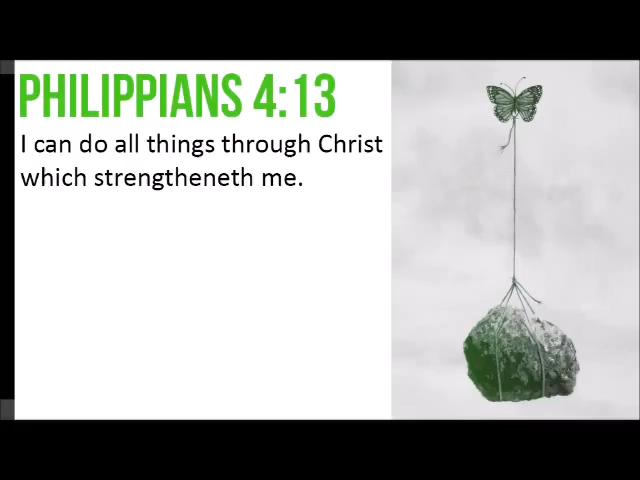 PHILIPPIANS 4:13
I can do all things through Christ
which strengtheneth me.